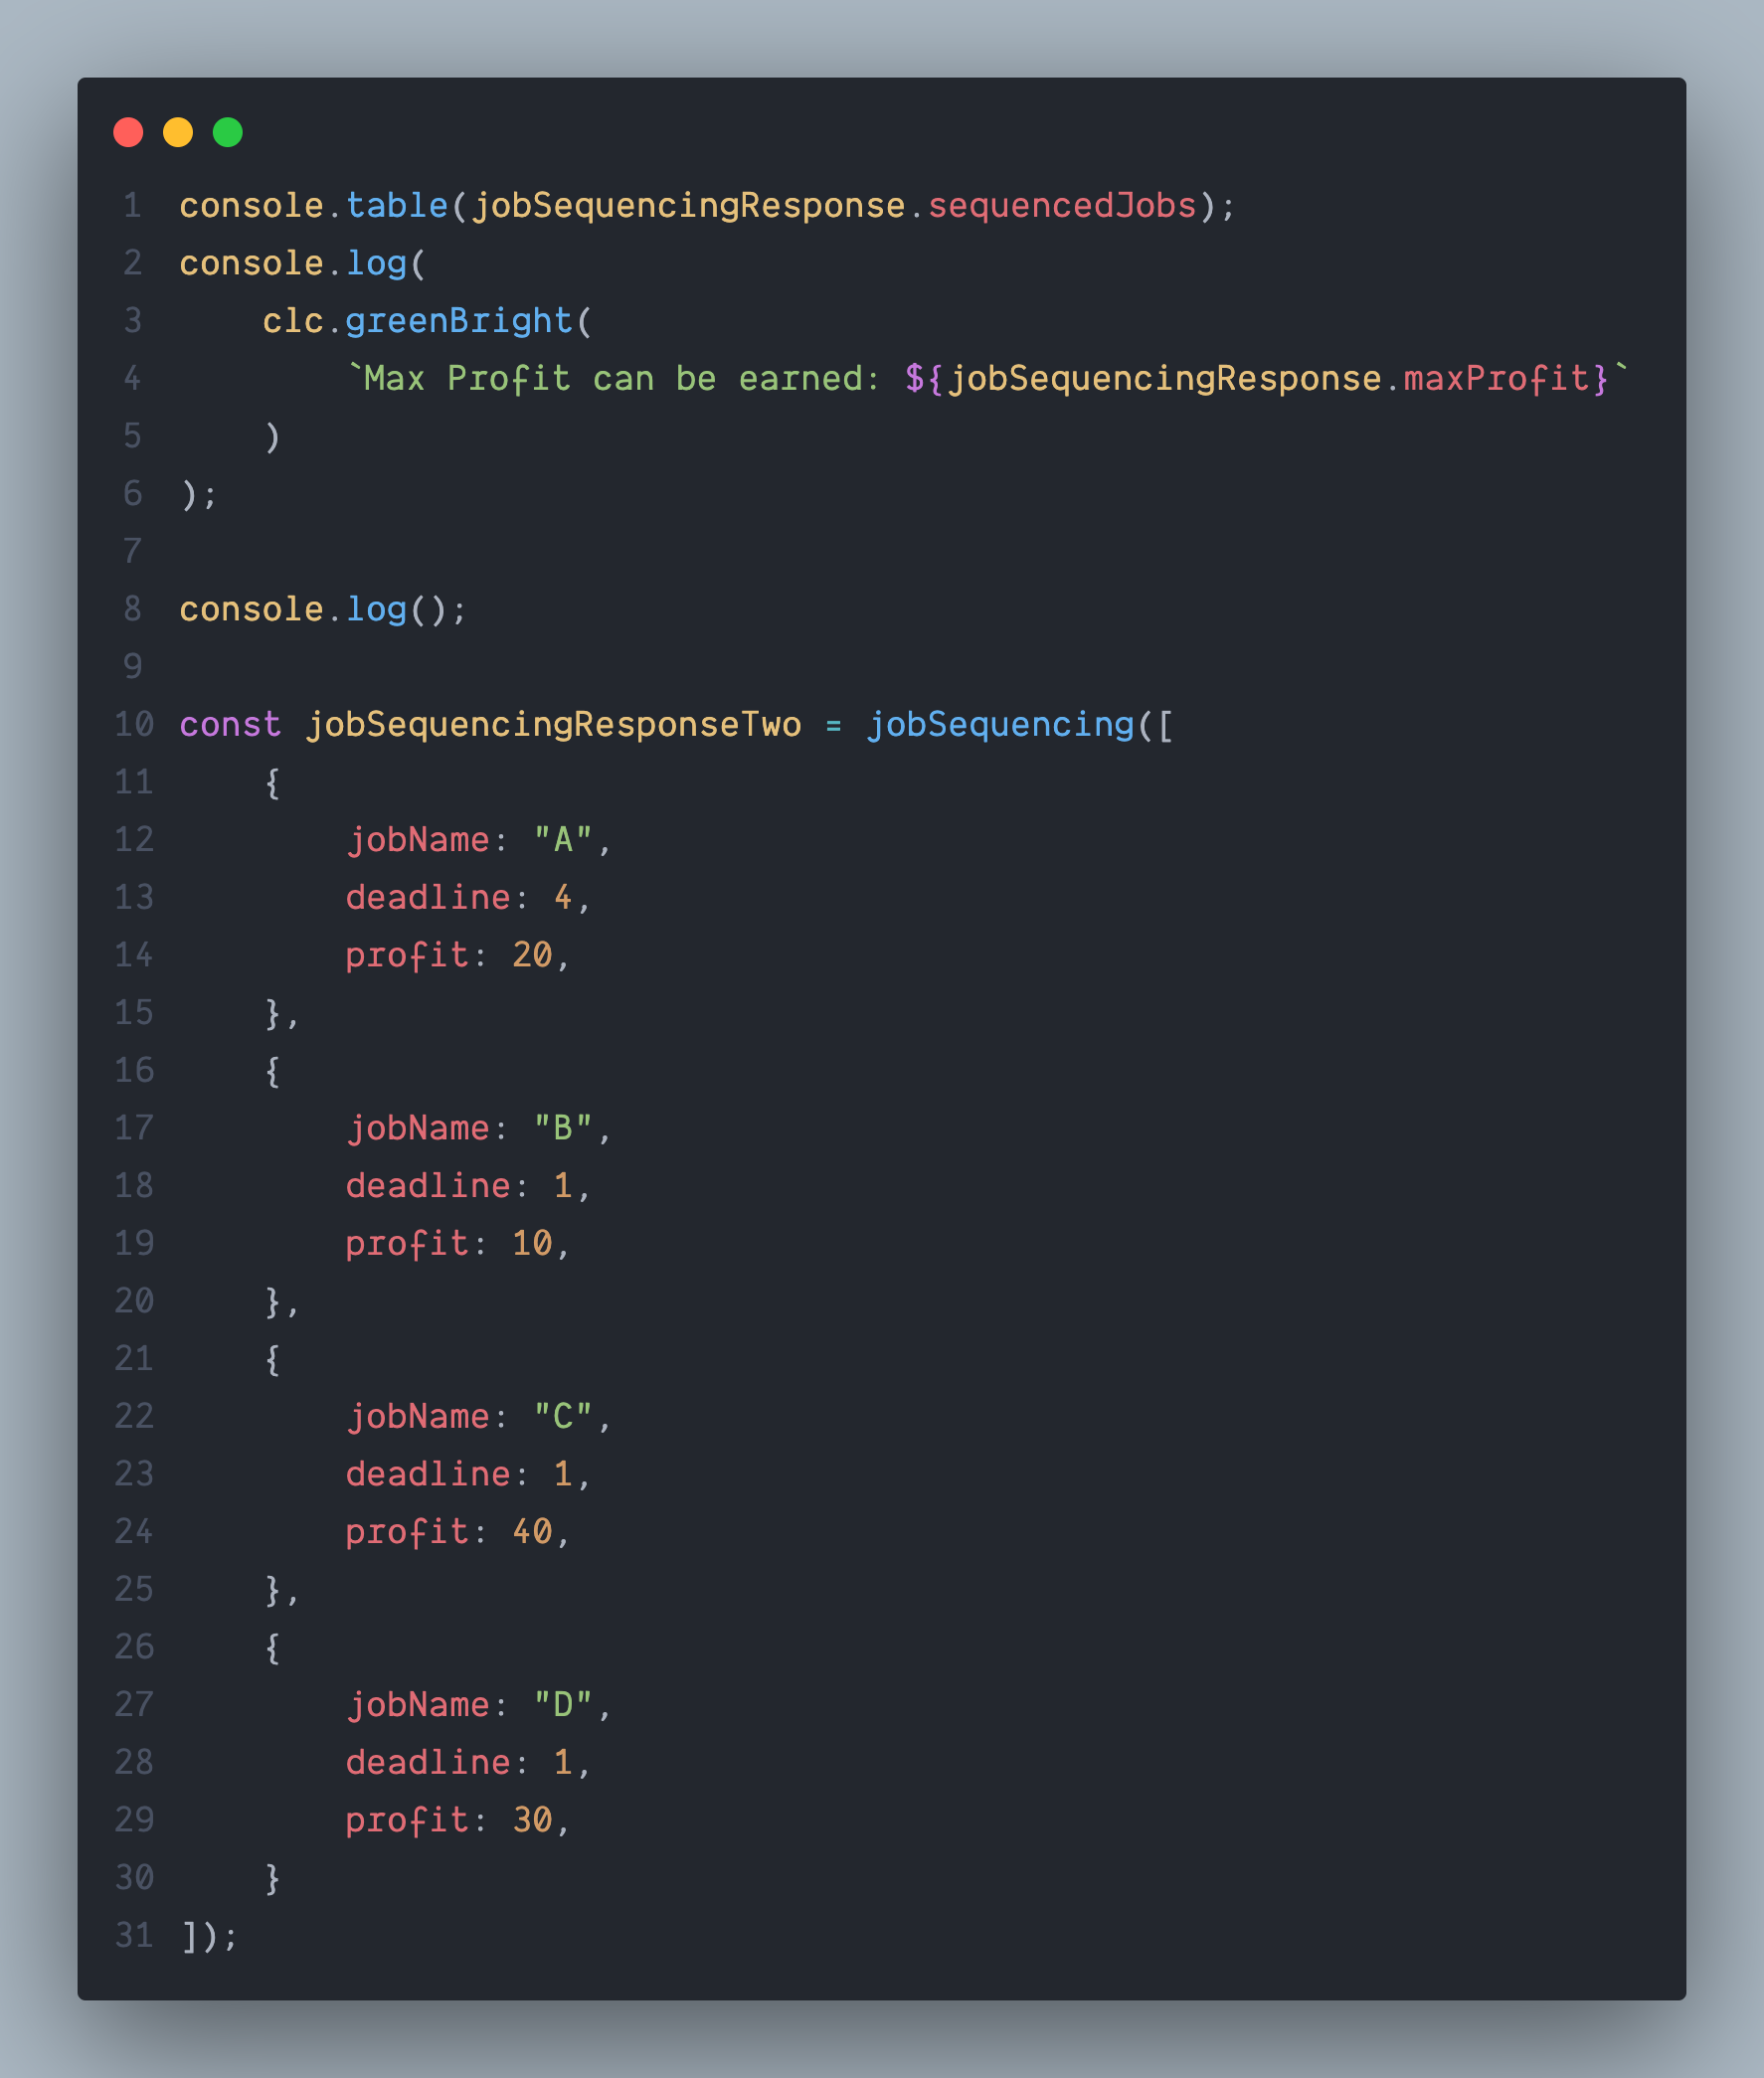 1 console.table(jobSequencingResponse.sequencedJobs);
2 console.log(
3     clc.greenBright(
4         `Max Profit can be earned: ${jobSequencingResponse.maxProfit}`
5     )
6 );
7
8 console.log();
9
10 const jobSequencingResponseTwo = jobSequencing([
11     {
12         jobName: "A",
13         deadline: 4,
14         profit: 20,
15     },
16     {
17         jobName: "B",
18         deadline: 1,
19         profit: 10,
20     },
21     {
22         jobName: "C",
23         deadline: 1,
24         profit: 40,
25     },
26     {
27         jobName: "D",
28         deadline: 1,
29         profit: 30,
30     }
31 ]);